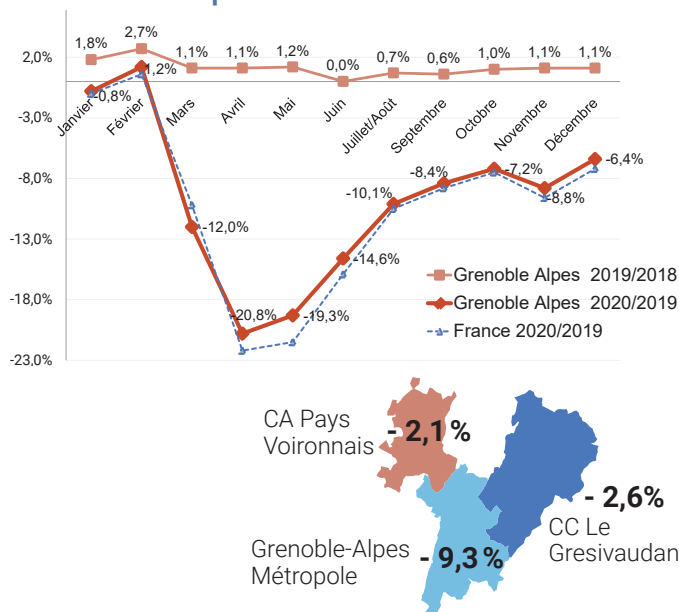 1,8% 2,7% 1,1% 1,1% 1,2% 0,0% 0,7% 0,6% 1,0% 1,1% 1,1%
2,0%
-3,0%
-8,0%
-13,0%
-18,0%
-23,0%
Janvier
Février
Mars
Avril
Mai
Juin
Juillet/Août
Septembre
Octobre
Novembre
Décembre
-0,8%
1,2%
-12,0%
-20,8%
-19,3%
-14,6%
-10,1%
-8,4%
-7,2%
-8,8%
-6,4%
Grenoble Alpes 2019/2018
Grenoble Alpes 2020/2019
France 2020/2019
CA Pays
Voironnais
- 2,1%
- 2,6%
CC Le
Gresivaudan
Grenoble-Alpes
Métropole
- 9,3%